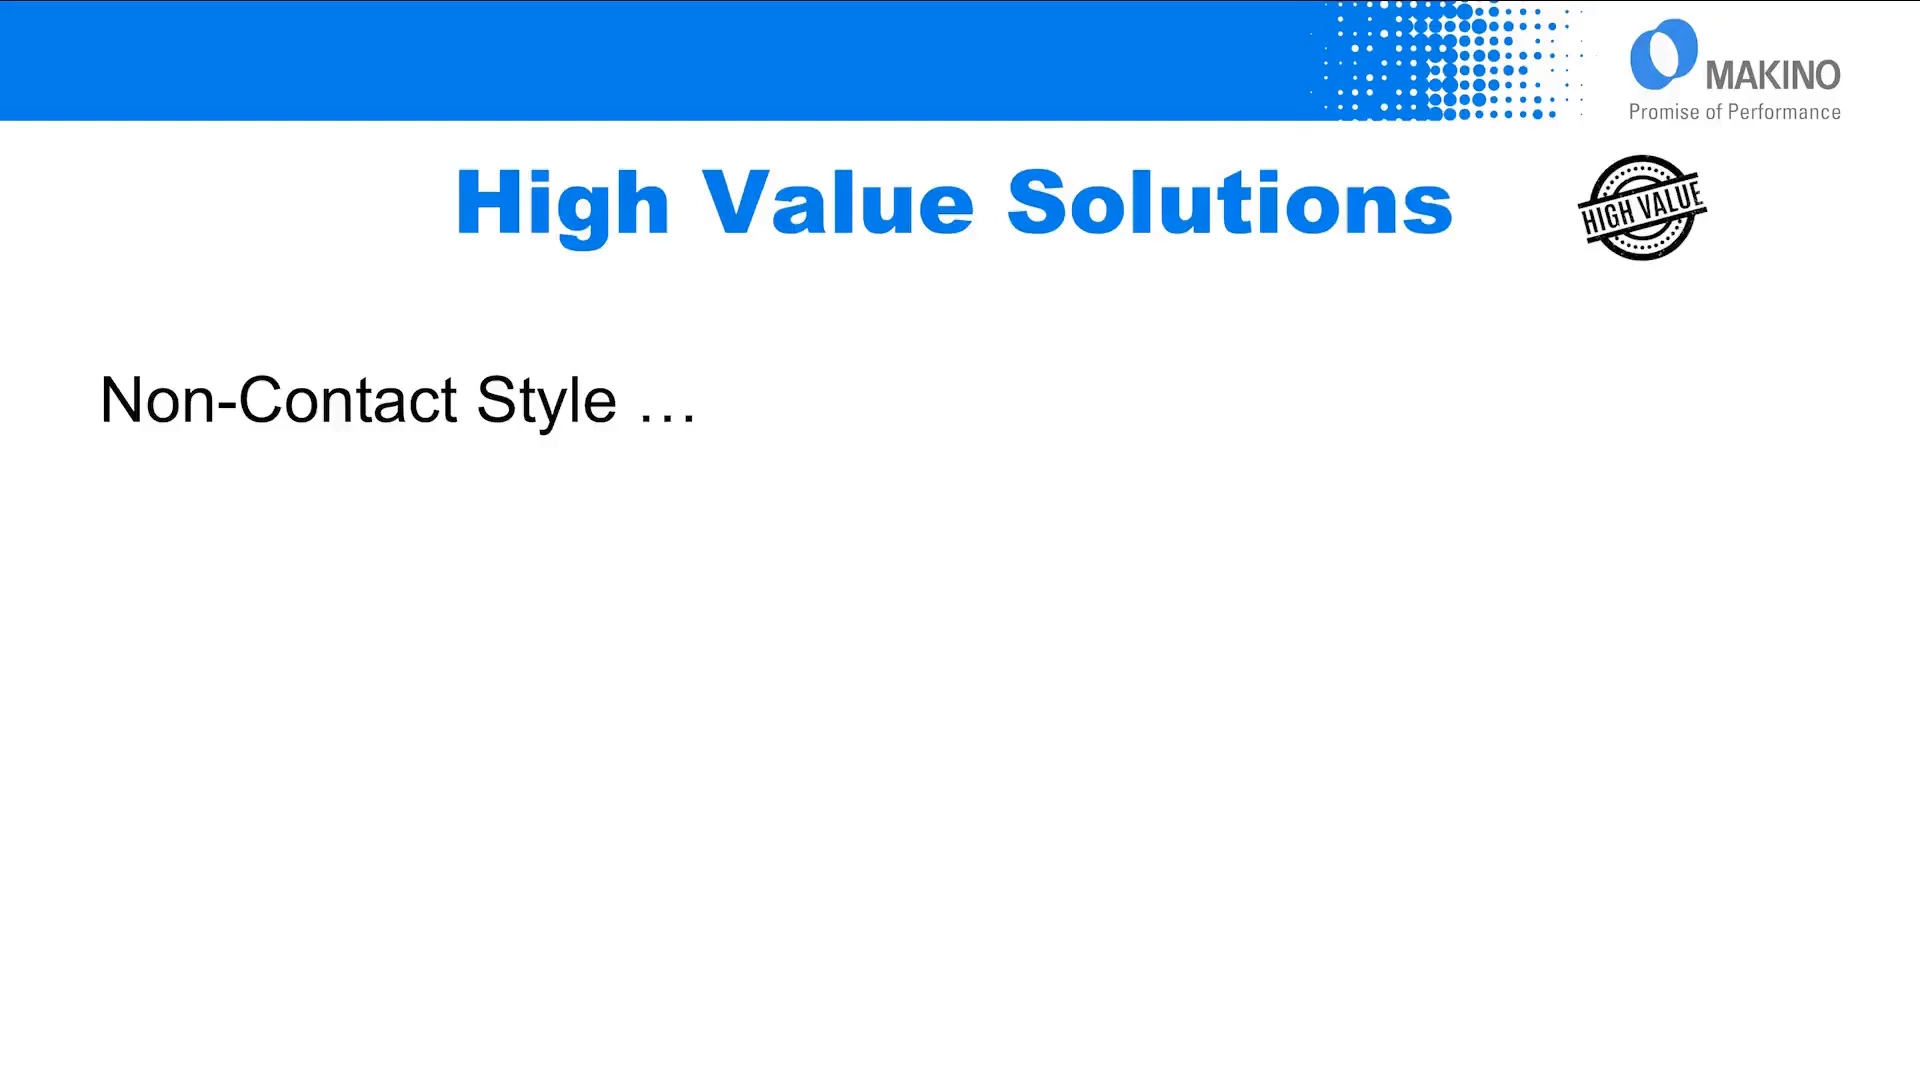 MAKINO
Promise of Performance
High Value Solutions
HIGH VALUE
Non-Contact Style …